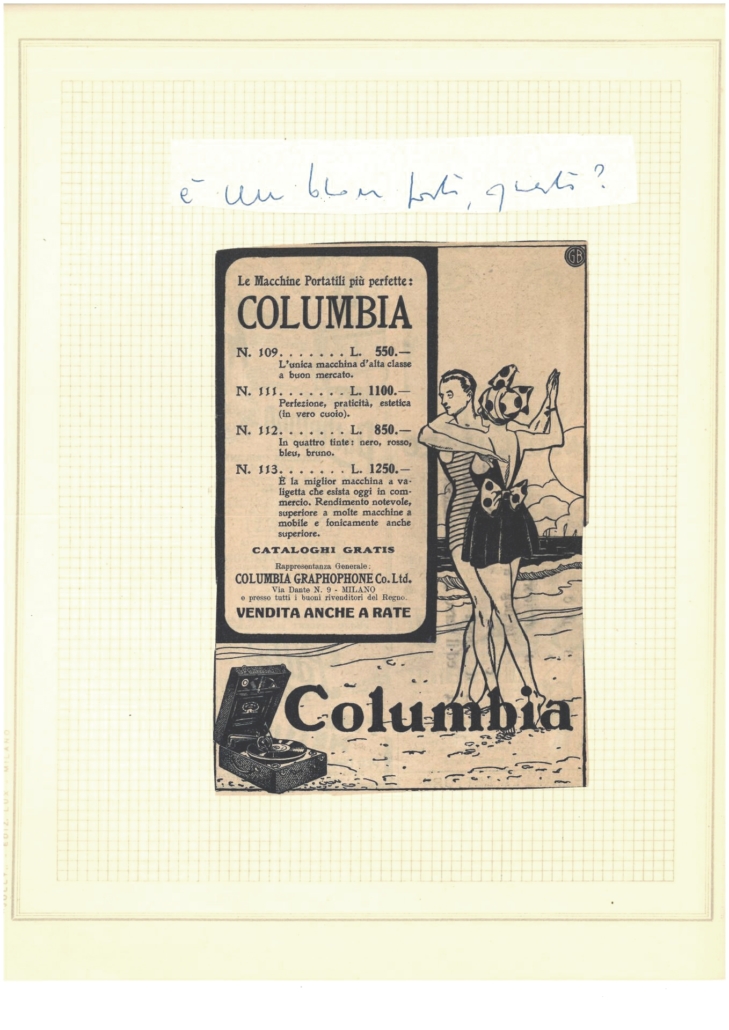 è un blow forti, questi?
GB
Le Macchine Portatili più perfette:
COLUMBIA
N. 109. . . . . . . L. 550.—
L'unica macchina d'alta classe
a buon mercato.
N. 111. . . . . . . L. 1100.—
Perfezione, praticità, estetica
(in vero cuoio).
N. 112. . . . . . . L. 850.—
In quattro tinte: nero, rosso,
bleu, bruno.
N. 113. . . . . . . L. 1250.—
È la miglior macchina a va-
ligetta che esista oggi in com-
mercio. Rendimento notevole,
superiore a molte macchine a
mobile e fonicamente anche
superiore.
CATALOGHI GRATIS
Rappresentanza Generale:
COLUMBIA GRAPHOPHONE Co. Ltd.
Via Dante N. 9 - MILANO
e presso tutti i buoni rivenditori del Regno.
VENDITA ANCHE A RATE
Columbia